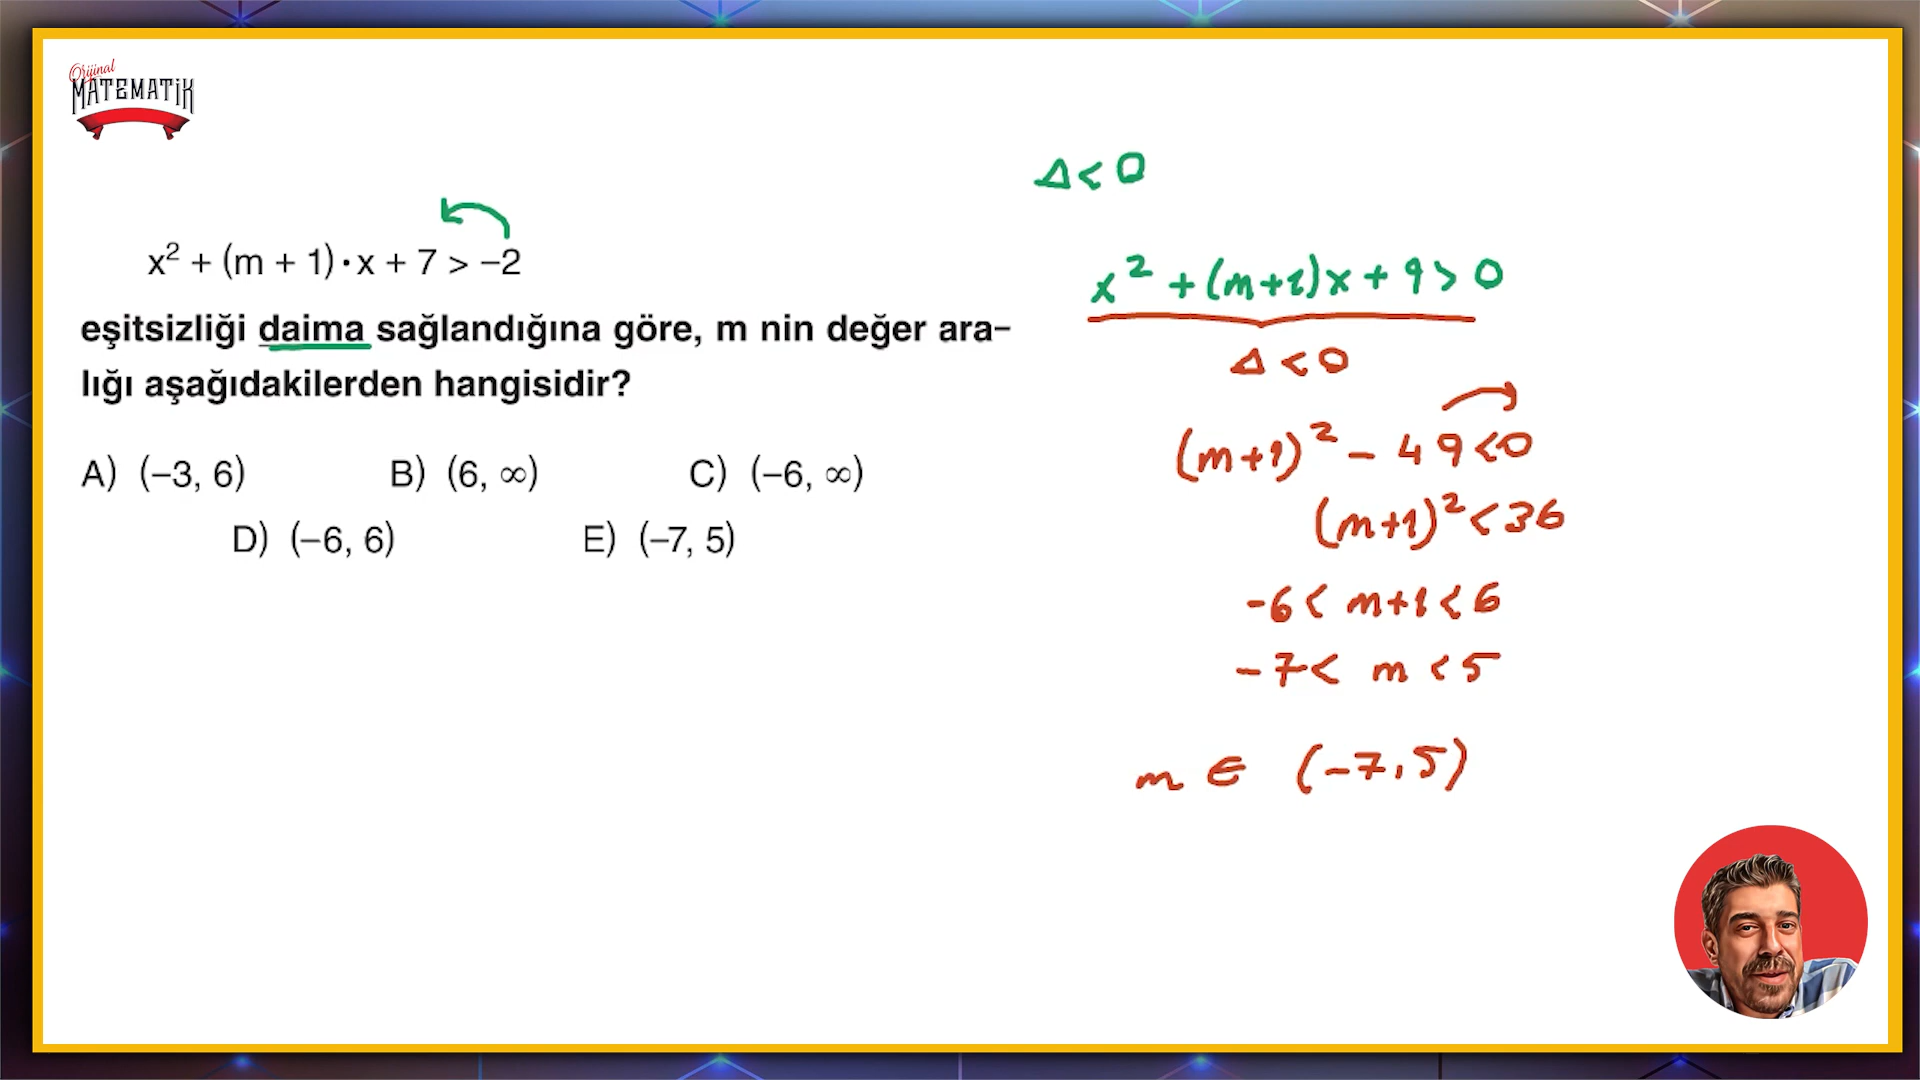 Orijinal
MATEMATİK
x² + (m + 1)·x + 7 > –2
eşitsizliği daima sağlandığına göre, m nin değer ara–
lığı aşağıdakilerden hangisidir?
A) (–3, 6) B) (6, ∞) C) (–6, ∞)
D) (–6, 6) E) (–7, 5)
Δ<0
x² +(m+1)x + 9 > 0
Δ <0
(m+1)² – 4 9 <0
(m+1)² < 36
-6 < m+1 < 6
-7 < m < 5
m ∈ (-7,5)